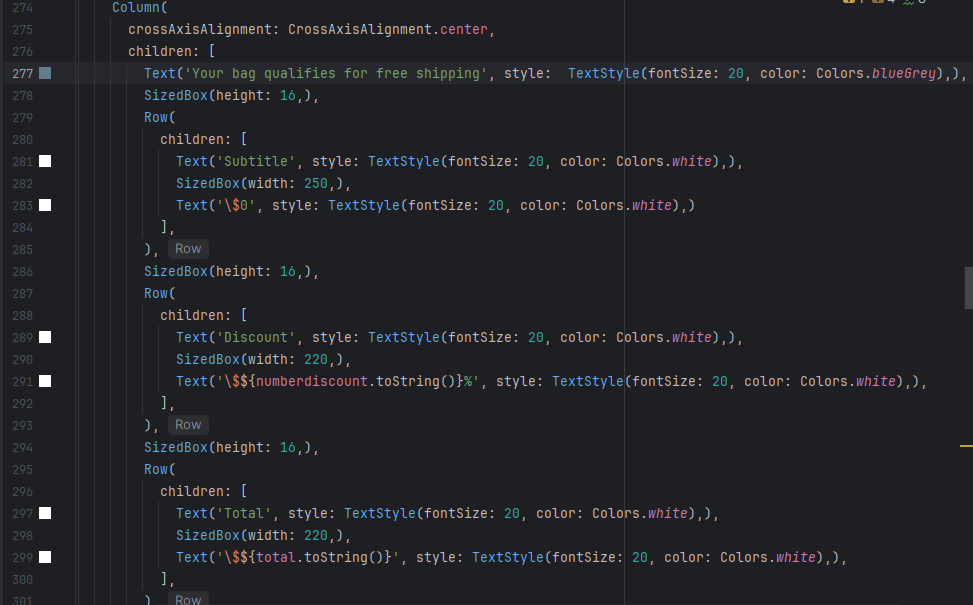 274 Column(
275 crossAxisAlignment: CrossAxisAlignment.center,
276 children: [
277 Text('Your bag qualifies for free shipping', style:  TextStyle(fontSize: 20, color: Colors.blueGrey),),
278 SizedBox(height: 16,),
279 Row(
280 children: [
281 Text('Subtitle', style: TextStyle(fontSize: 20, color: Colors.white),),
282 SizedBox(width: 250,),
283 Text('\$0', style: TextStyle(fontSize: 20, color: Colors.white),)
284 ],
285 ), Row
286 SizedBox(height: 16,),
287 Row(
288 children: [
289 Text('Discount', style: TextStyle(fontSize: 20, color: Colors.white),),
290 SizedBox(width: 220,),
291 Text('\$${numberdiscount.toString()}%', style: TextStyle(fontSize: 20, color: Colors.white),),
292 ],
293 ), Row
294 SizedBox(height: 16,),
295 Row(
296 children: [
297 Text('Total', style: TextStyle(fontSize: 20, color: Colors.white),),
298 SizedBox(width: 220,),
299 Text('\$${total.toString()}', style: TextStyle(fontSize: 20, color: Colors.white),),
300 ],
301 ) Row